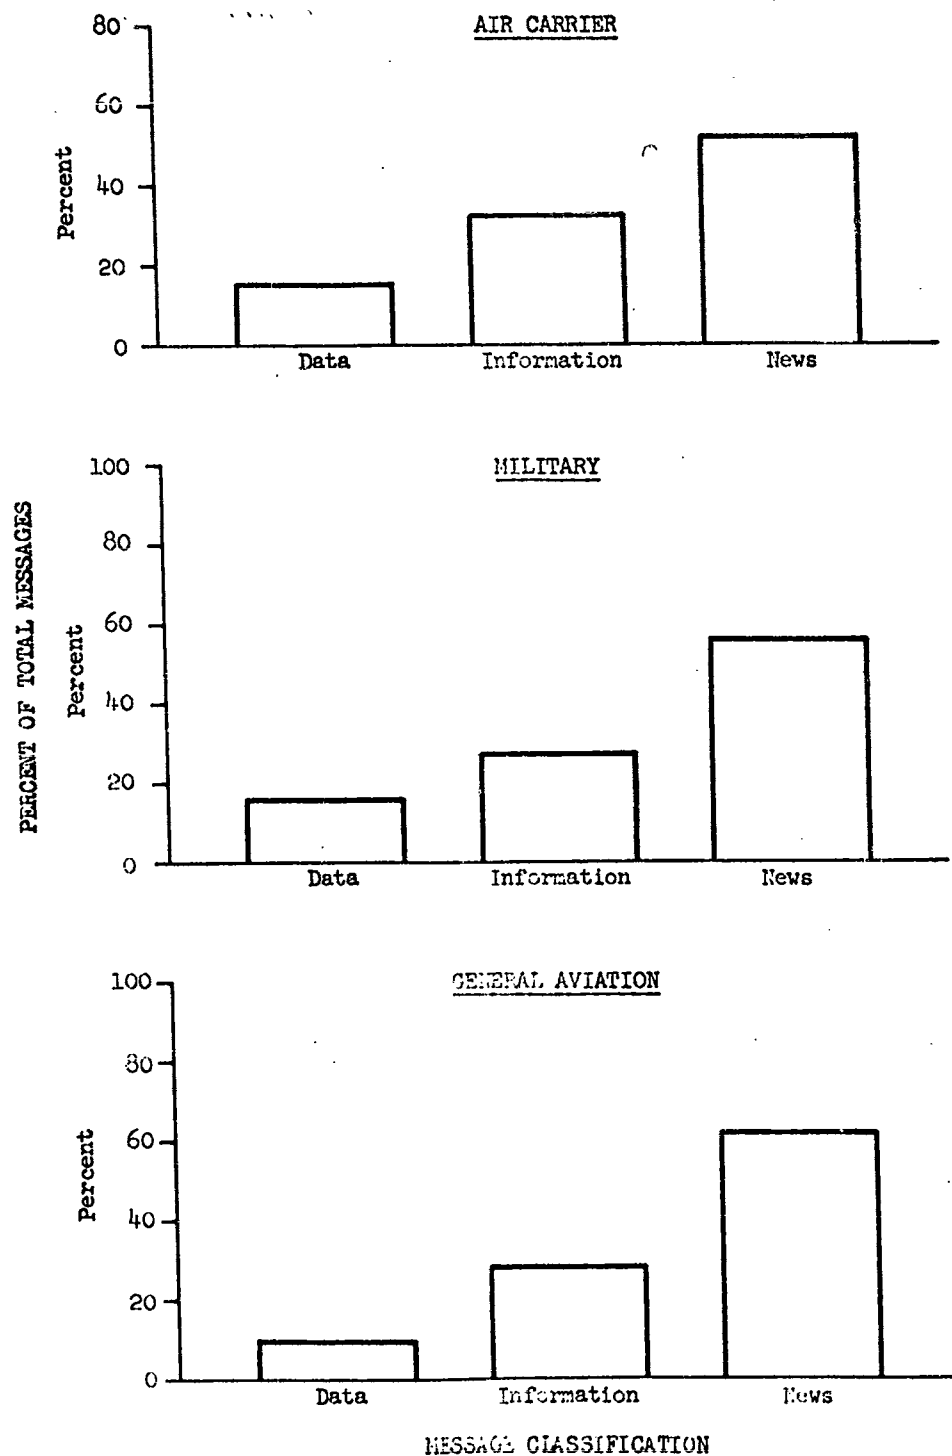 AIR CARRIER
80
60
40
20
0
Percent
Data Information News
PERCENT OF TOTAL MESSAGES
MILITARY
100
80
60
40
20
0
Percent
Data Information News
GENERAL AVIATION
100
80
60
40
20
0
Percent
Data Information News
MESSAGE CLASSIFICATION